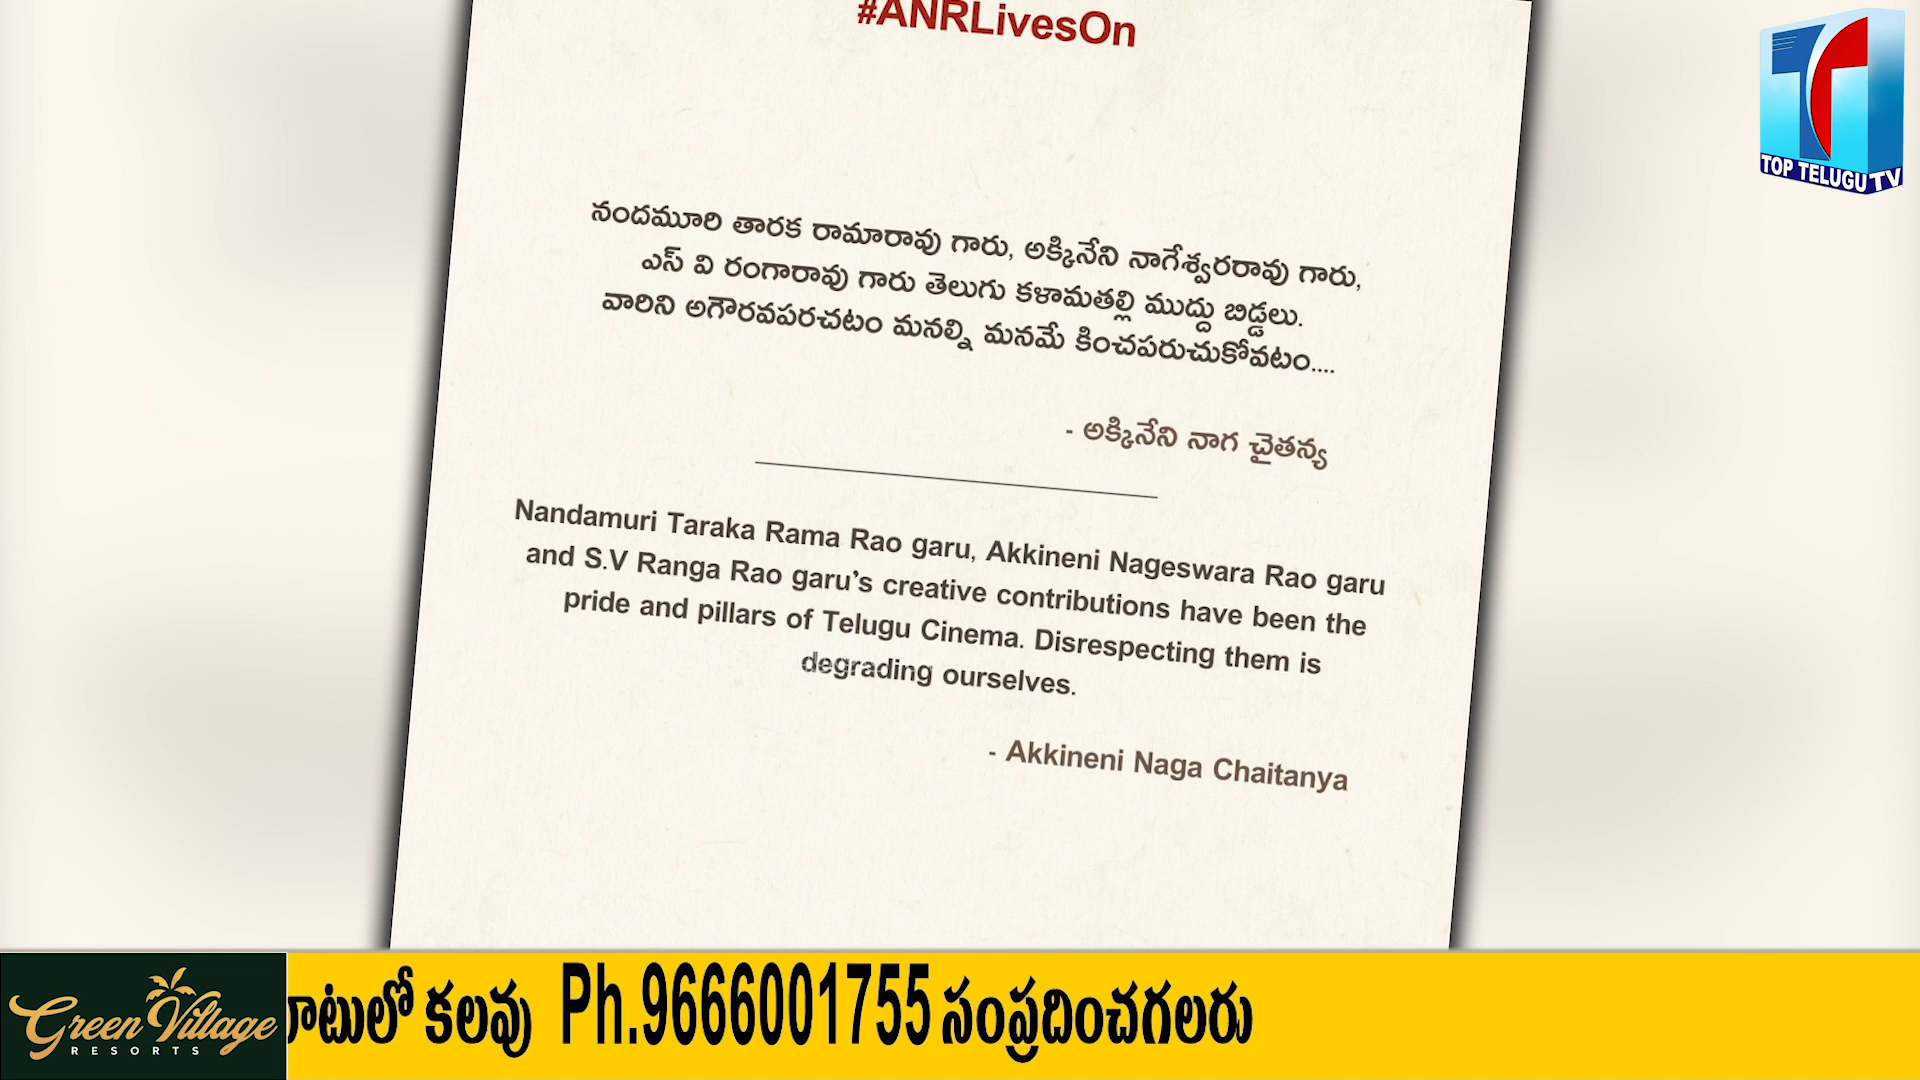 #ANRLivesOn
TOP TELUGU TV
నందమూరి తారక రామారావు గారు, అక్కినేని నాగేశ్వరరావు గారు,
ఎస్ వి రంగారావు గారు తెలుగు కళామతల్లి ముద్దు బిడ్డలు.
వారిని అగౌరవపరచటం మనల్ని మనమే కించపరుచుకోవటం....
- అక్కినేని నాగ చైతన్య
Nandamuri Taraka Rama Rao garu, Akkineni Nageswara Rao garu
and S.V Ranga Rao garu's creative contributions have been the
pride and pillars of Telugu Cinema. Disrespecting them is
degrading ourselves.
- Akkineni Naga Chaitanya
Green Village
RESORTS
కలవు Ph.9666001755 సంప్రదించగలరు